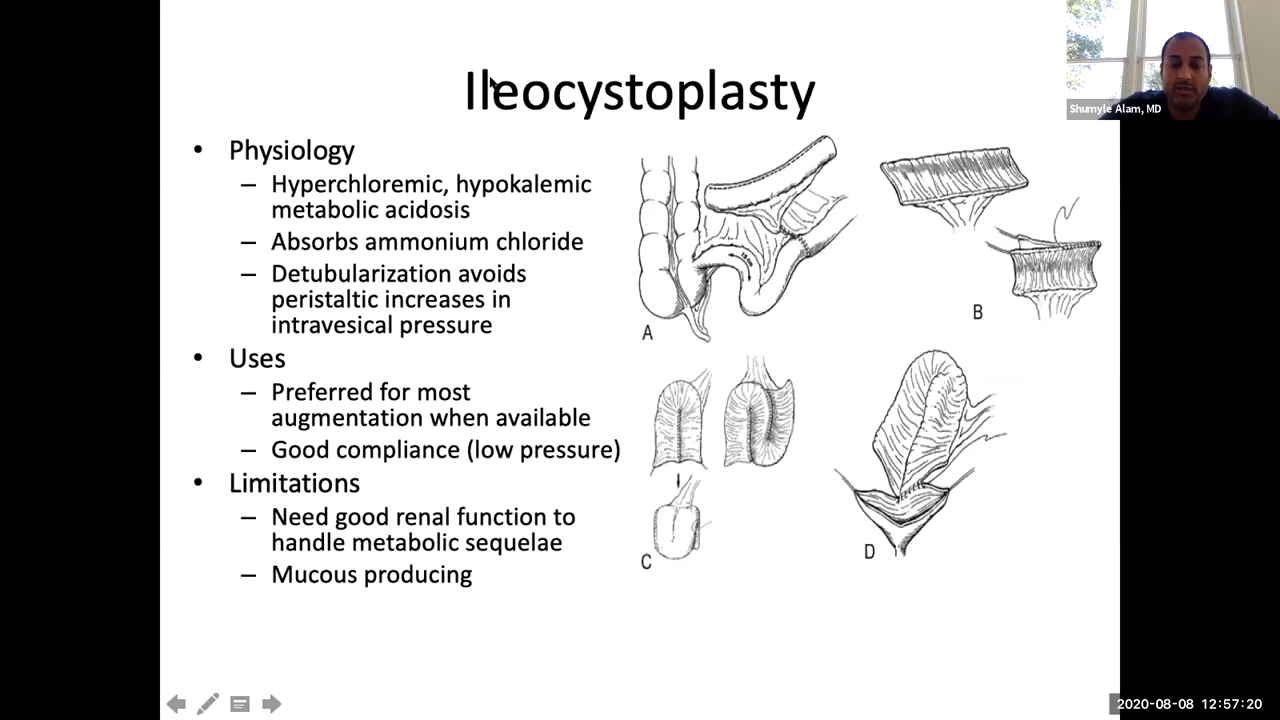 Ileocystoplasty
• Physiology
– Hyperchloremic, hypokalemic
metabolic acidosis
– Absorbs ammonium chloride
– Detubularization avoids
peristaltic increases in
intravesical pressure
• Uses
– Preferred for most
augmentation when available
– Good compliance (low pressure)
• Limitations
– Need good renal function to
handle metabolic sequelae
– Mucous producing
A
B
C
D
Shumyle Alam, MD
2020-08-08 12:57:20